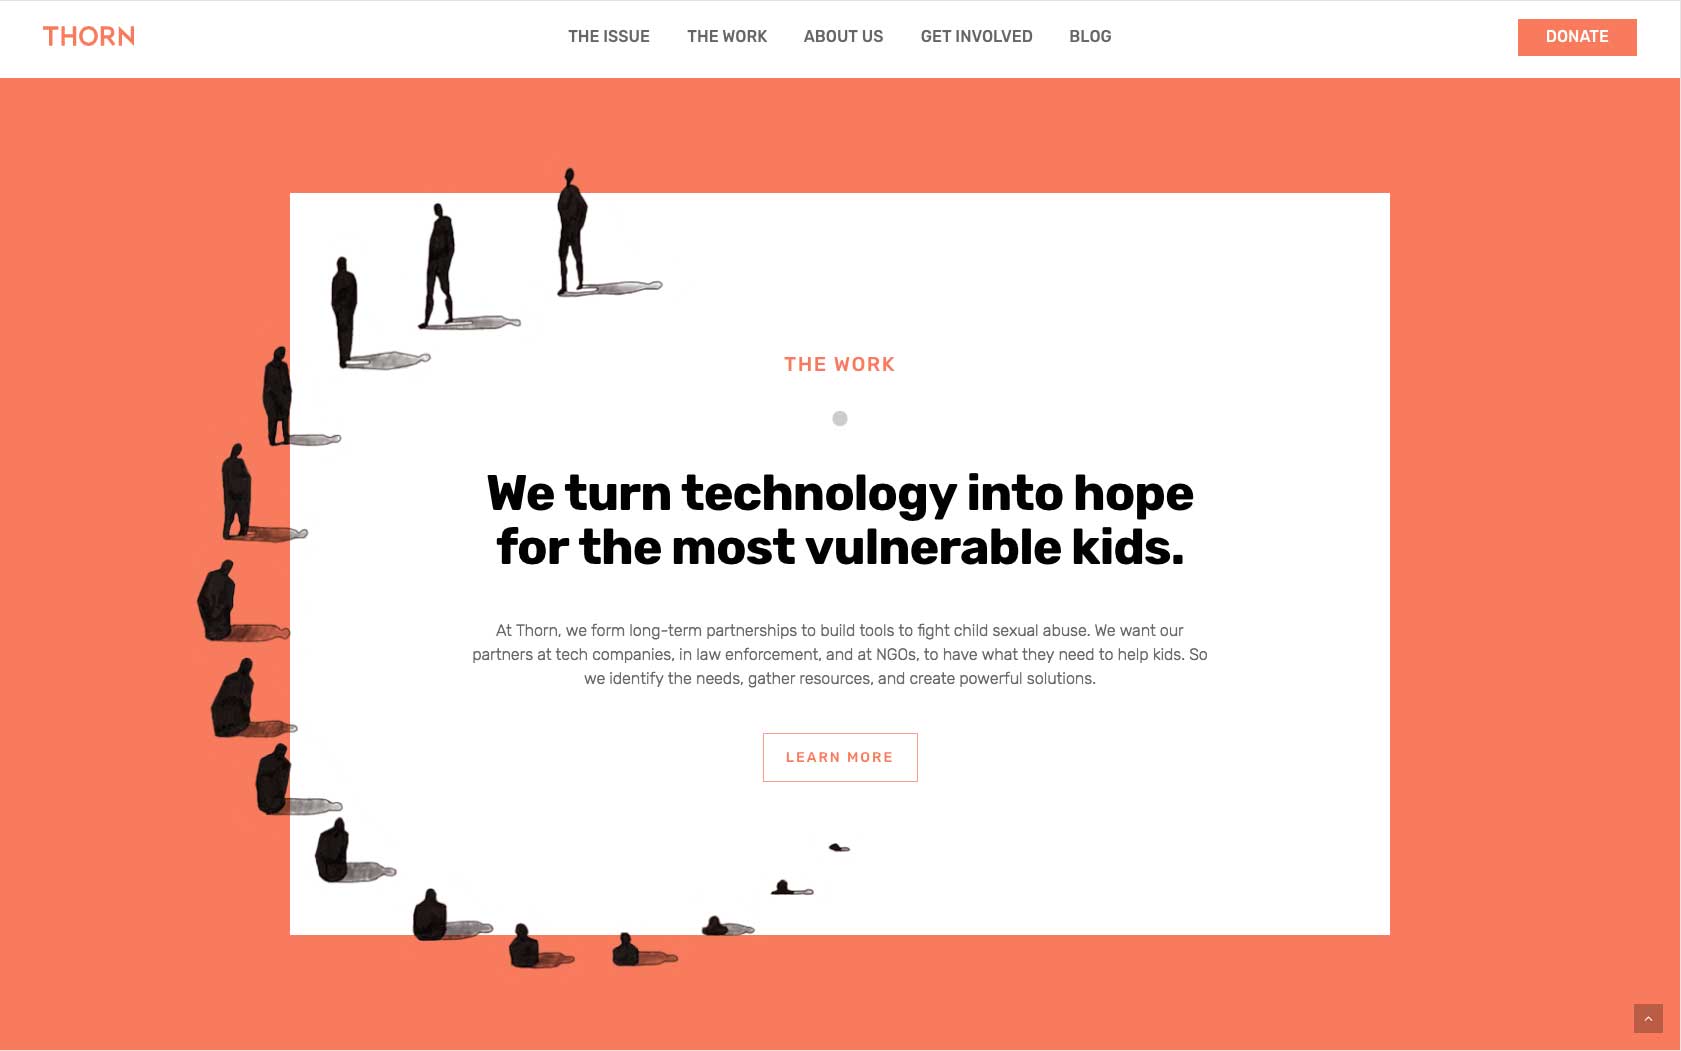 THORN
THE ISSUE THE WORK ABOUT US GET INVOLVED BLOG
DONATE
THE WORK
We turn technology into hope
for the most vulnerable kids.
At Thorn, we form long-term partnerships to build tools to fight child sexual abuse. We want our
partners at tech companies, in law enforcement, and at NGOs, to have what they need to help kids. So
we identify the needs, gather resources, and create powerful solutions.
LEARN MORE